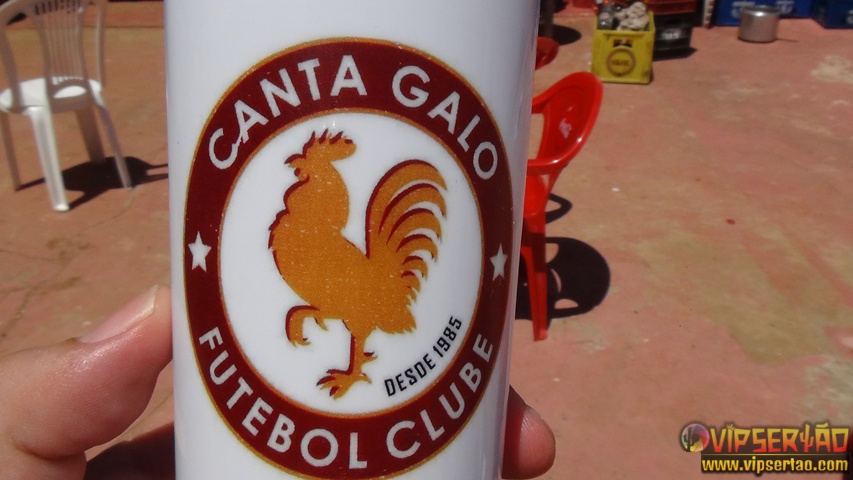 CANTA GALO
DESDE 1985
FUTEBOL CLUBE
VIPSERTÃO
www.vipsertao.com